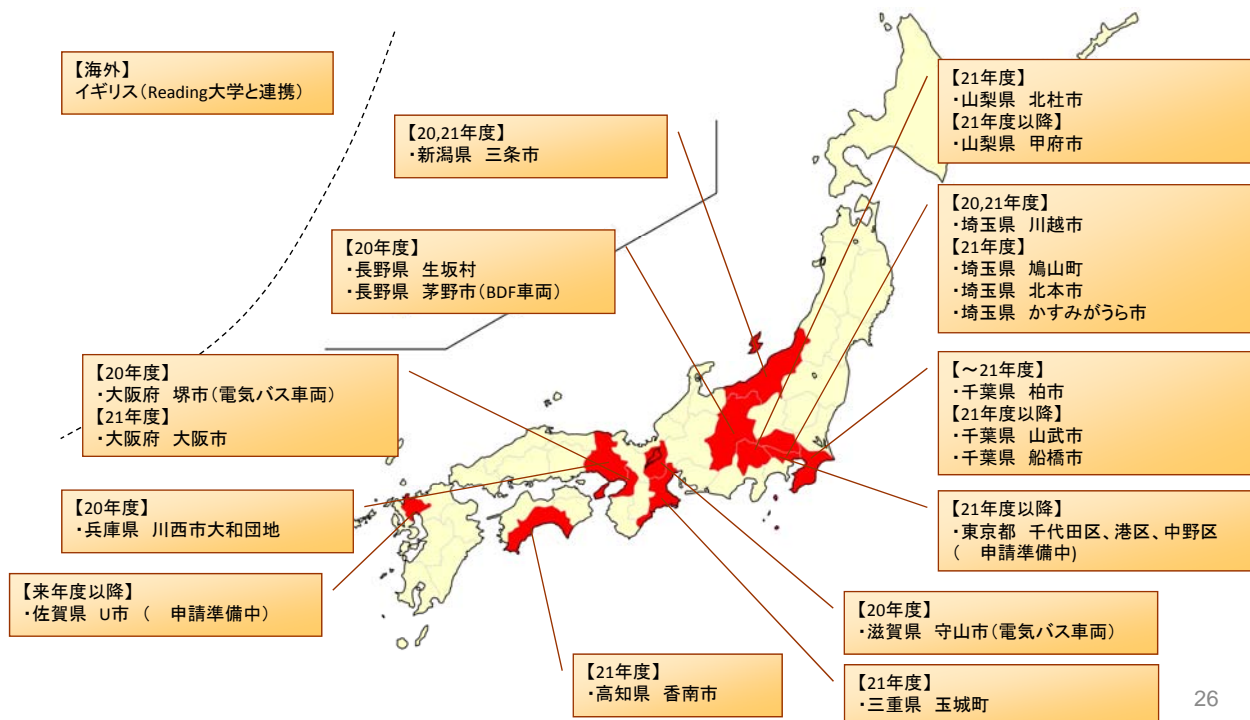 【海外】
イギリス(Reading大学と連携)
【20,21年度】
・新潟県 三条市
【20年度】
・長野県 生坂村
・長野県 茅野市(BDF車両)
【20年度】
・大阪府 堺市(電気バス車両)
【21年度】
・大阪府 大阪市
【20年度】
・兵庫県 川西市大和団地
【来年度以降】
・佐賀県 U市 ( 申請準備中)
【21年度】
・高知県 香南市
【21年度】
・山梨県 北杜市
【21年度以降】
・山梨県 甲府市
【20,21年度】
・埼玉県 川越市
【21年度】
・埼玉県 鳩山町
・埼玉県 北本市
・埼玉県 かすみがうら市
【~21年度】
・千葉県 柏市
【21年度以降】
・千葉県 山武市
・千葉県 船橋市
【21年度以降】
・東京都 千代田区、港区、中野区
( 申請準備中)
【20年度】
・滋賀県 守山市(電気バス車両)
【21年度】
・三重県 玉城町
26